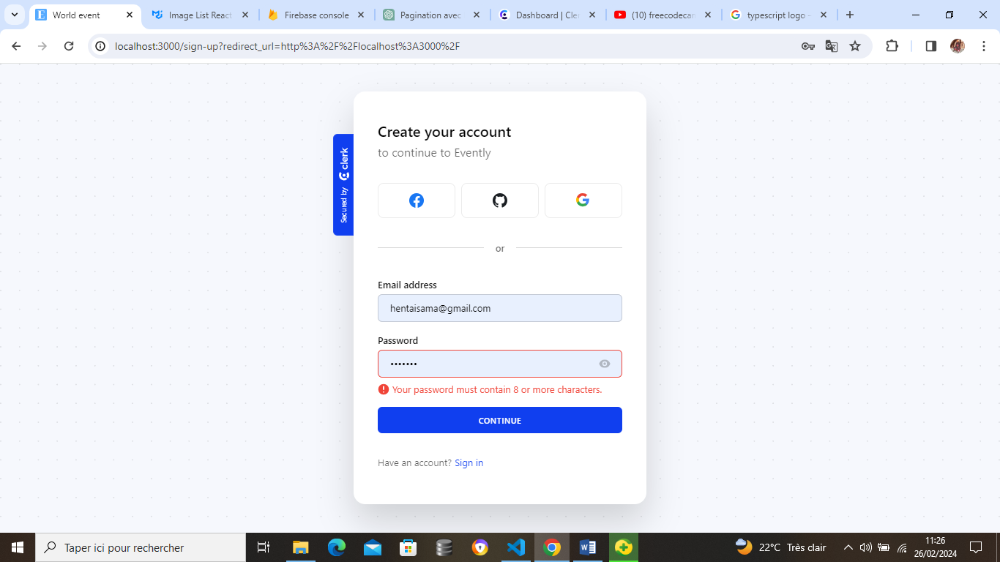 World event
Image List React
Firebase console
Pagination avec
Dashboard | Cle
(10) freecodecan
typescript logo -
localhost:3000/sign-up?redirect_url=http%3A%2F%2Flocalhost%3A3000%2F
Create your account
to continue to Evently
Secured by clerk
or
Email address
hentaisama@gmail.com
Password
•••••••
Your password must contain 8 or more characters.
CONTINUE
Have an account? Sign in
Taper ici pour rechercher
22°C Très clair
11:26
26/02/2024